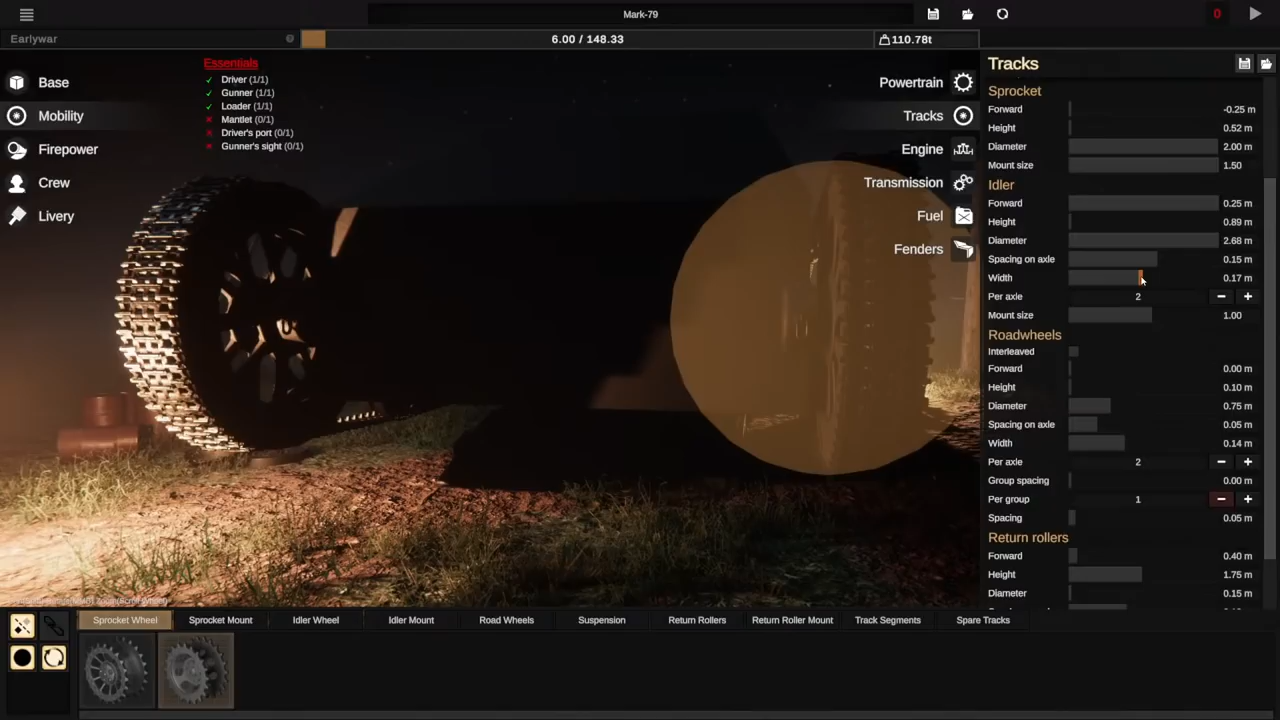 Mark-79
0
Earlywar
6.00 / 148.33
110.78t
Essentials
Driver (1/1)
Gunner (1/1)
Loader (1/1)
Mantlet (0/1)
Driver's port (0/1)
Gunner's sight (0/1)
Base
Mobility
Firepower
Crew
Livery
Powertrain
Tracks
Engine
Transmission
Fuel
Fenders
Tracks
Sprocket
Forward -0.25 m
Height 0.52 m
Diameter 2.00 m
Mount size 1.50
Idler
Forward 0.25 m
Height 0.89 m
Diameter 2.68 m
Spacing on axle 0.15 m
Width 0.17 m
Per axle 2
Mount size 1.00
Roadwheels
Interleaved
Forward 0.00 m
Height 0.10 m
Diameter 0.75 m
Spacing on axle 0.05 m
Width 0.14 m
Per axle 2
Group spacing 0.00 m
Per group 1
Spacing 0.05 m
Return rollers
Forward 0.40 m
Height 1.75 m
Diameter 0.15 m
Sprocket Wheel
Sprocket Mount
Idler Wheel
Idler Mount
Road Wheels
Suspension
Return Rollers
Return Roller Mount
Track Segments
Spare Tracks